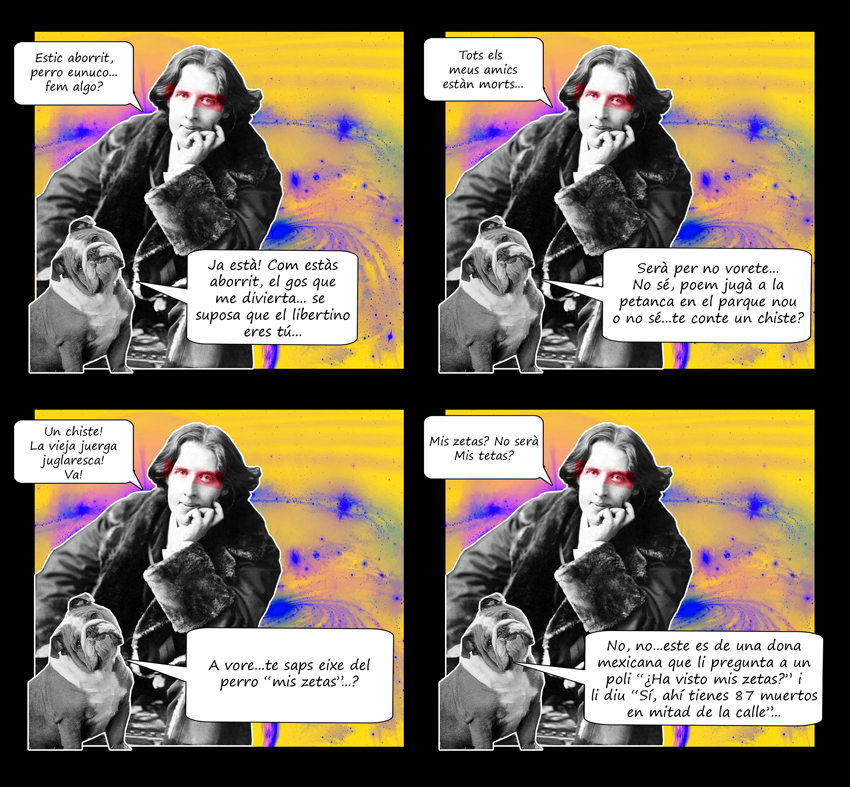 Estic aborrit,
perro eunuco...
fem algo?
Ja està! Com estàs
aborrit, el gos que
me divierta... se
suposa que el libertino
eres tú...
Tots els
meus amics
estàn morts...
Serà per no vorete...
No sé, poem jugà a la
petanca en el parque nou
o no sé...te conte un chiste?
Un chiste!
La vieja juerga
juglaresca!
Va!
A vore...te saps eixe del
perro “mis zetas”...?
Mis zetas? No serà
Mis tetas?
No, no...este es de una dona
mexicana que li pregunta a un
poli “¿Ha visto mis zetas?” i
li diu “Sí, ahí tienes 87 muertos
en mitad de la calle”...